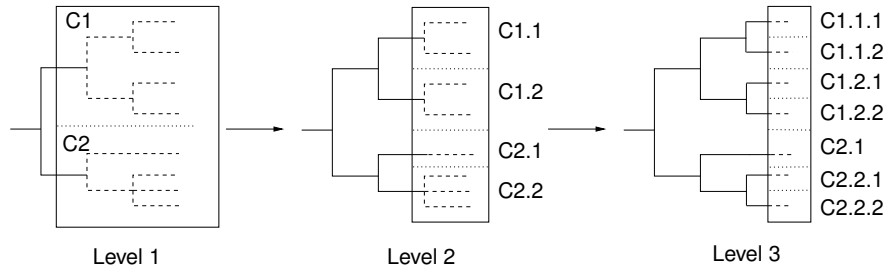 C1
C2
Level 1
C1.1
C1.2
C2.1
C2.2
Level 2
C1.1.1
C1.1.2
C1.2.1
C1.2.2
C2.1
C2.2.1
C2.2.2
Level 3